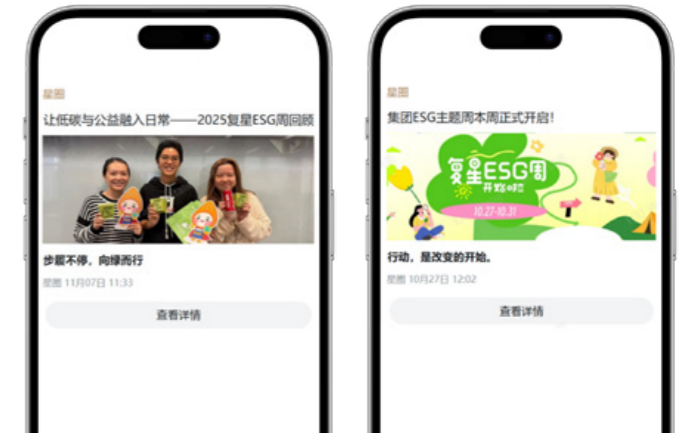 星圈
让低碳与公益融入日常——2025复星ESG周回顾
步履不停，向绿而行
星圈 11月07日 11:33
查看详情
星圈
集团ESG主题周本周正式开启！
复星ESG周
开始啦
10.27-10.31
行动，是改变的开始。
星圈 10月27日 12:02
查看详情